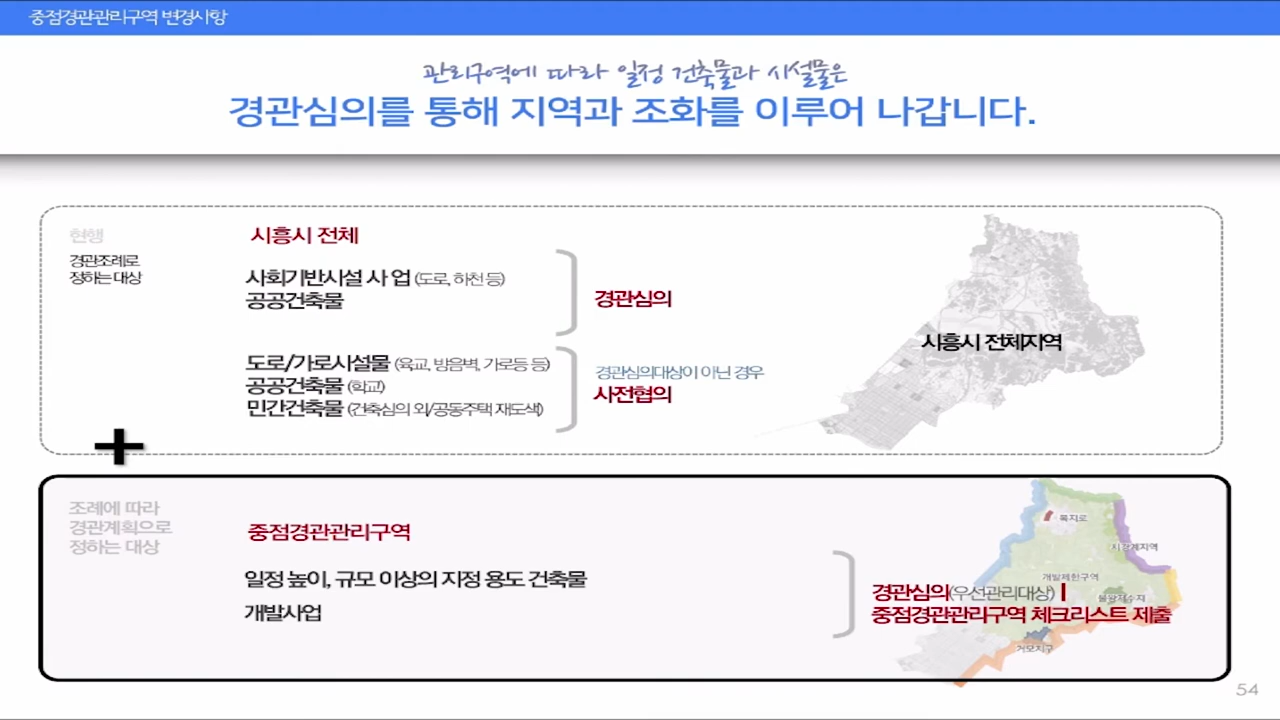 중점경관관리구역 변경사항
관리구역에 따라 일정 건축물과 시설물은
경관심의를 통해 지역과 조화를 이루어 나갑니다.
현행
경관조례로
정하는 대상
시흥시 전체
사회기반시설 사 업 (도로, 하천 등)
공공건축물
경관심의
도로/가로시설물 (육교, 방음벽, 가로등 등)
공공건축물 (학교)
민간건축물 (건축심의 외/공동주택 재도색)
경관심의대상이 아닌 경우
사전협의
시흥시 전체지역
+
조례에 따라
경관계획으로
정하는 대상
중점경관관리구역
일정 높이, 규모 이상의 지정 용도 건축물
개발사업
경관심의(우선관리대상) |
중점경관관리구역 체크리스트 제출
시경계지역
개발제한구역
물왕저수지
거모지구
54